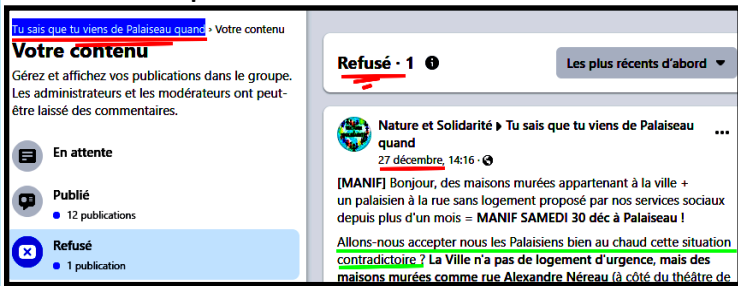 Tu sais que tu viens de Palaiseau quand › Votre contenu
Votre contenu
Gérez et affichez vos publications dans le groupe.
Les administrateurs et les modérateurs ont peut-
être laissé des commentaires.
En attente
Publié
12 publications
Refusé
1 publication
Refusé · 1
Les plus récents d'abord
Nature et Solidarité ▸ Tu sais que tu viens de Palaiseau
quand
27 décembre, 14:16 ·
[MANIF] Bonjour, des maisons murées appartenant à la ville +
un palaisien à la rue sans logement proposé par nos services sociaux
depuis plus d'un mois = MANIF SAMEDI 30 déc à Palaiseau !
Allons-nous accepter nous les Palaisiens bien au chaud cette situation
contradictoire ? La Ville n'a pas de logement d'urgence, mais des
maisons murées comme rue Alexandre Néreau (à côté du théâtre de